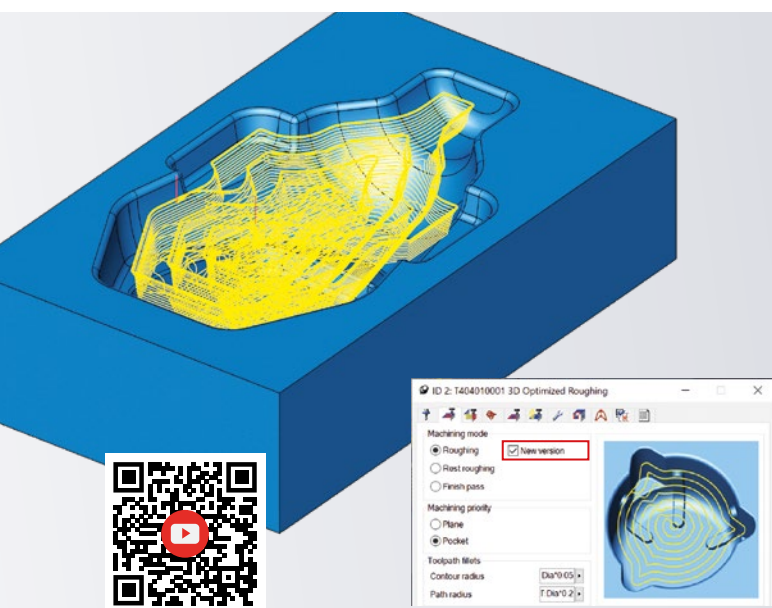 ID 2: T404010001 3D Optimized Roughing
Machining mode
Roughing
New version
Rest roughing
Finish pass
Machining priority
Plane
Pocket
Toolpath fillets
Contour radius
Dia*0.05
Path radius
T:Dia*0.2